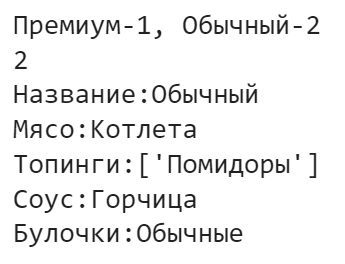 Премиум-1, Обычный-2
2
Название:Обычный
Мясо:Котлета
Топинги:['Помидоры']
Соус:Горчица
Булочки:Обычные